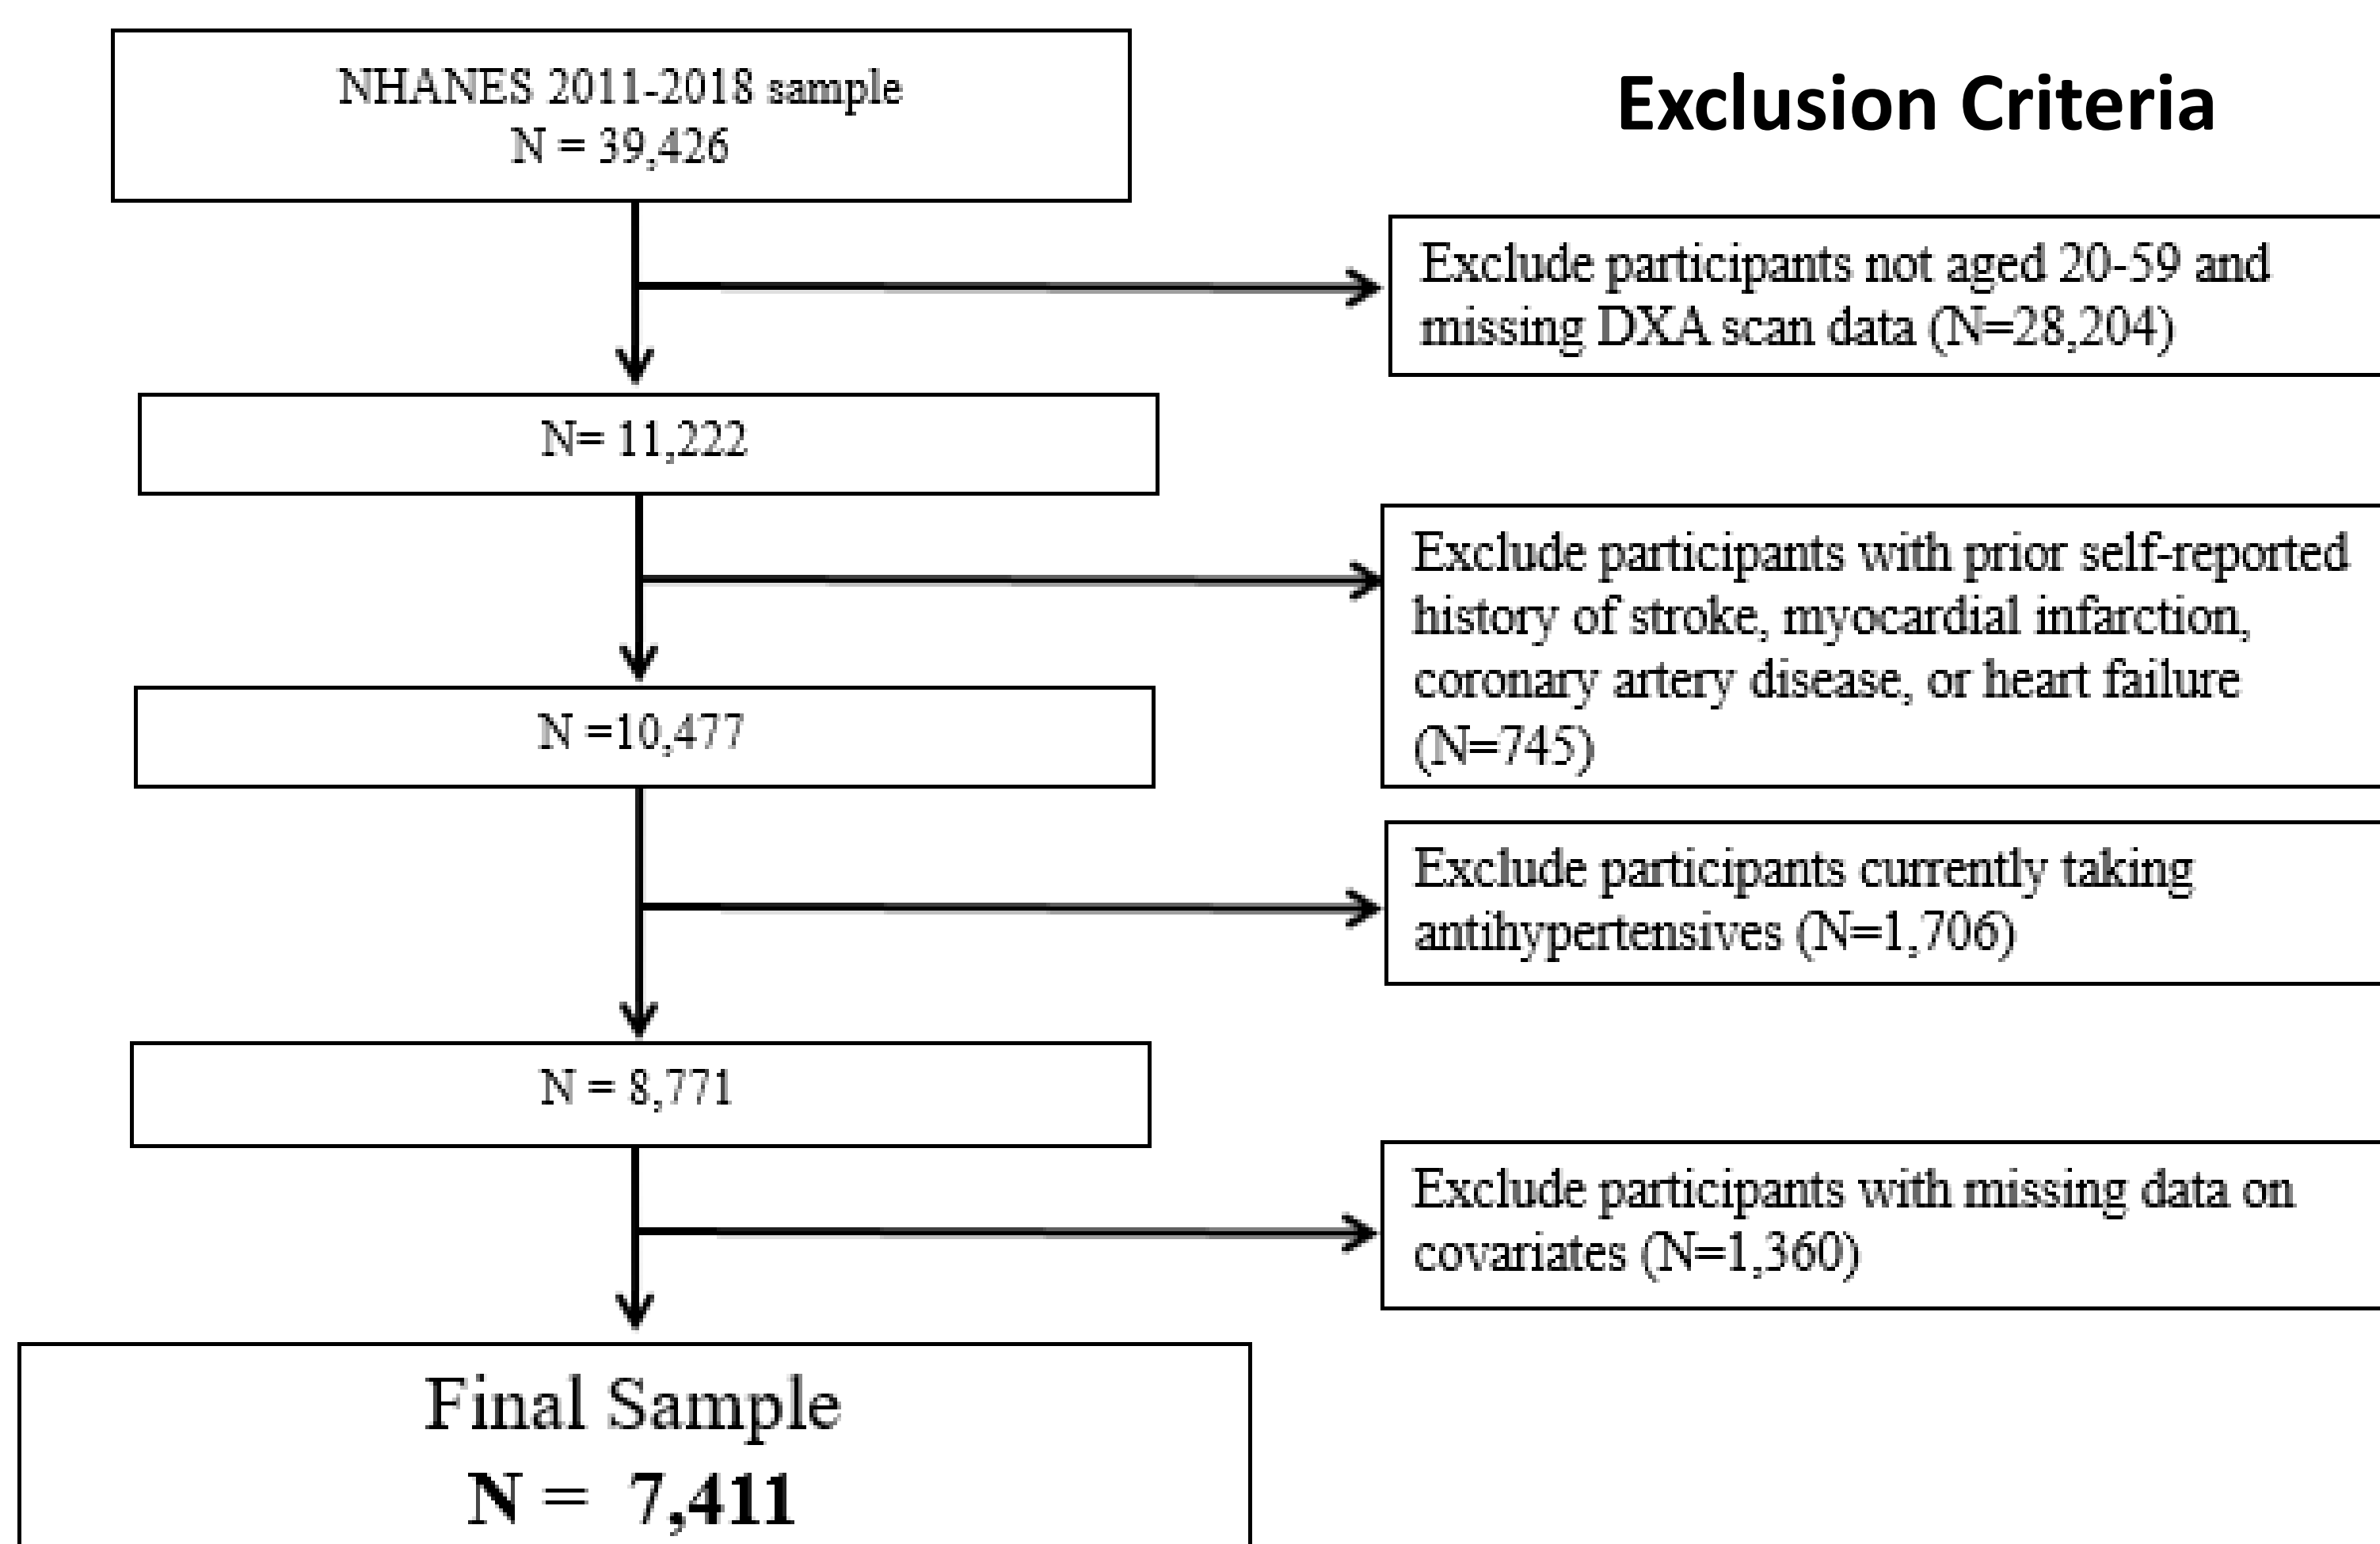 NHANES 2011-2018 sample
N = 39,426
Exclusion Criteria
Exclude participants not aged 20-59 and
missing DXA scan data (N=28,204)
N= 11,222
Exclude participants with prior self-reported
history of stroke, myocardial infarction,
coronary artery disease, or heart failure
(N=745)
N =10,477
Exclude participants currently taking
antihypertensives (N=1,706)
N = 8,771
Exclude participants with missing data on
covariates (N=1,360)
Final Sample
N = 7,411